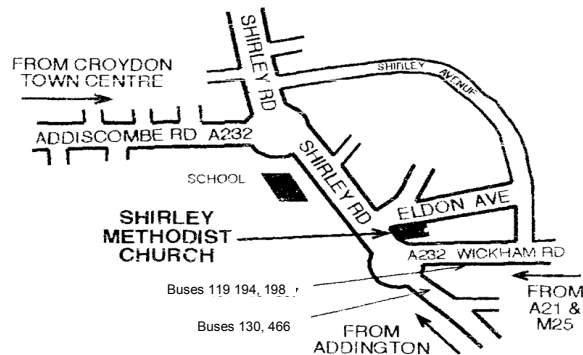 SHIRLEY RD
FROM CROYDON
TOWN CENTRE
SHIRLEY AVENUE
ADDISCOMBE RD A232
SHIRLEY RD
SCHOOL
ELDON AVE
SHIRLEY
METHODIST
CHURCH
A232 WICKHAM RD
Buses 119 194, 198
FROM
A21 &
M25
Buses 130, 466
FROM
ADDINGTON